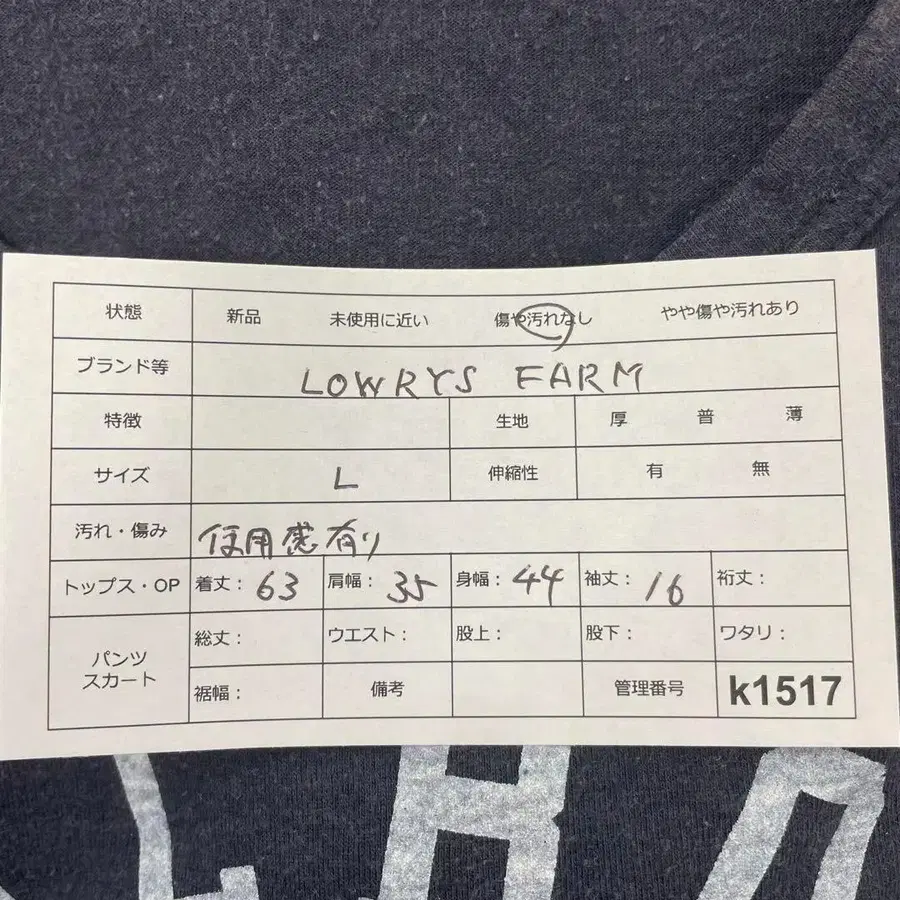 状態 新品 未使用に近い 傷や汚れなし やや傷や汚れあり
ブランド等 LOWRYS FARM
特徴 生地 厚 普 薄
サイズ L 伸縮性 有 無
汚れ・傷み 使用感有り
トップス・OP 着丈： 63 肩幅： 35 身幅： 44 袖丈： 16 裄丈：
パンツ スカート 総丈： ウエスト： 股上： 股下： ワタリ：
裾幅： 備考 管理番号 k1517